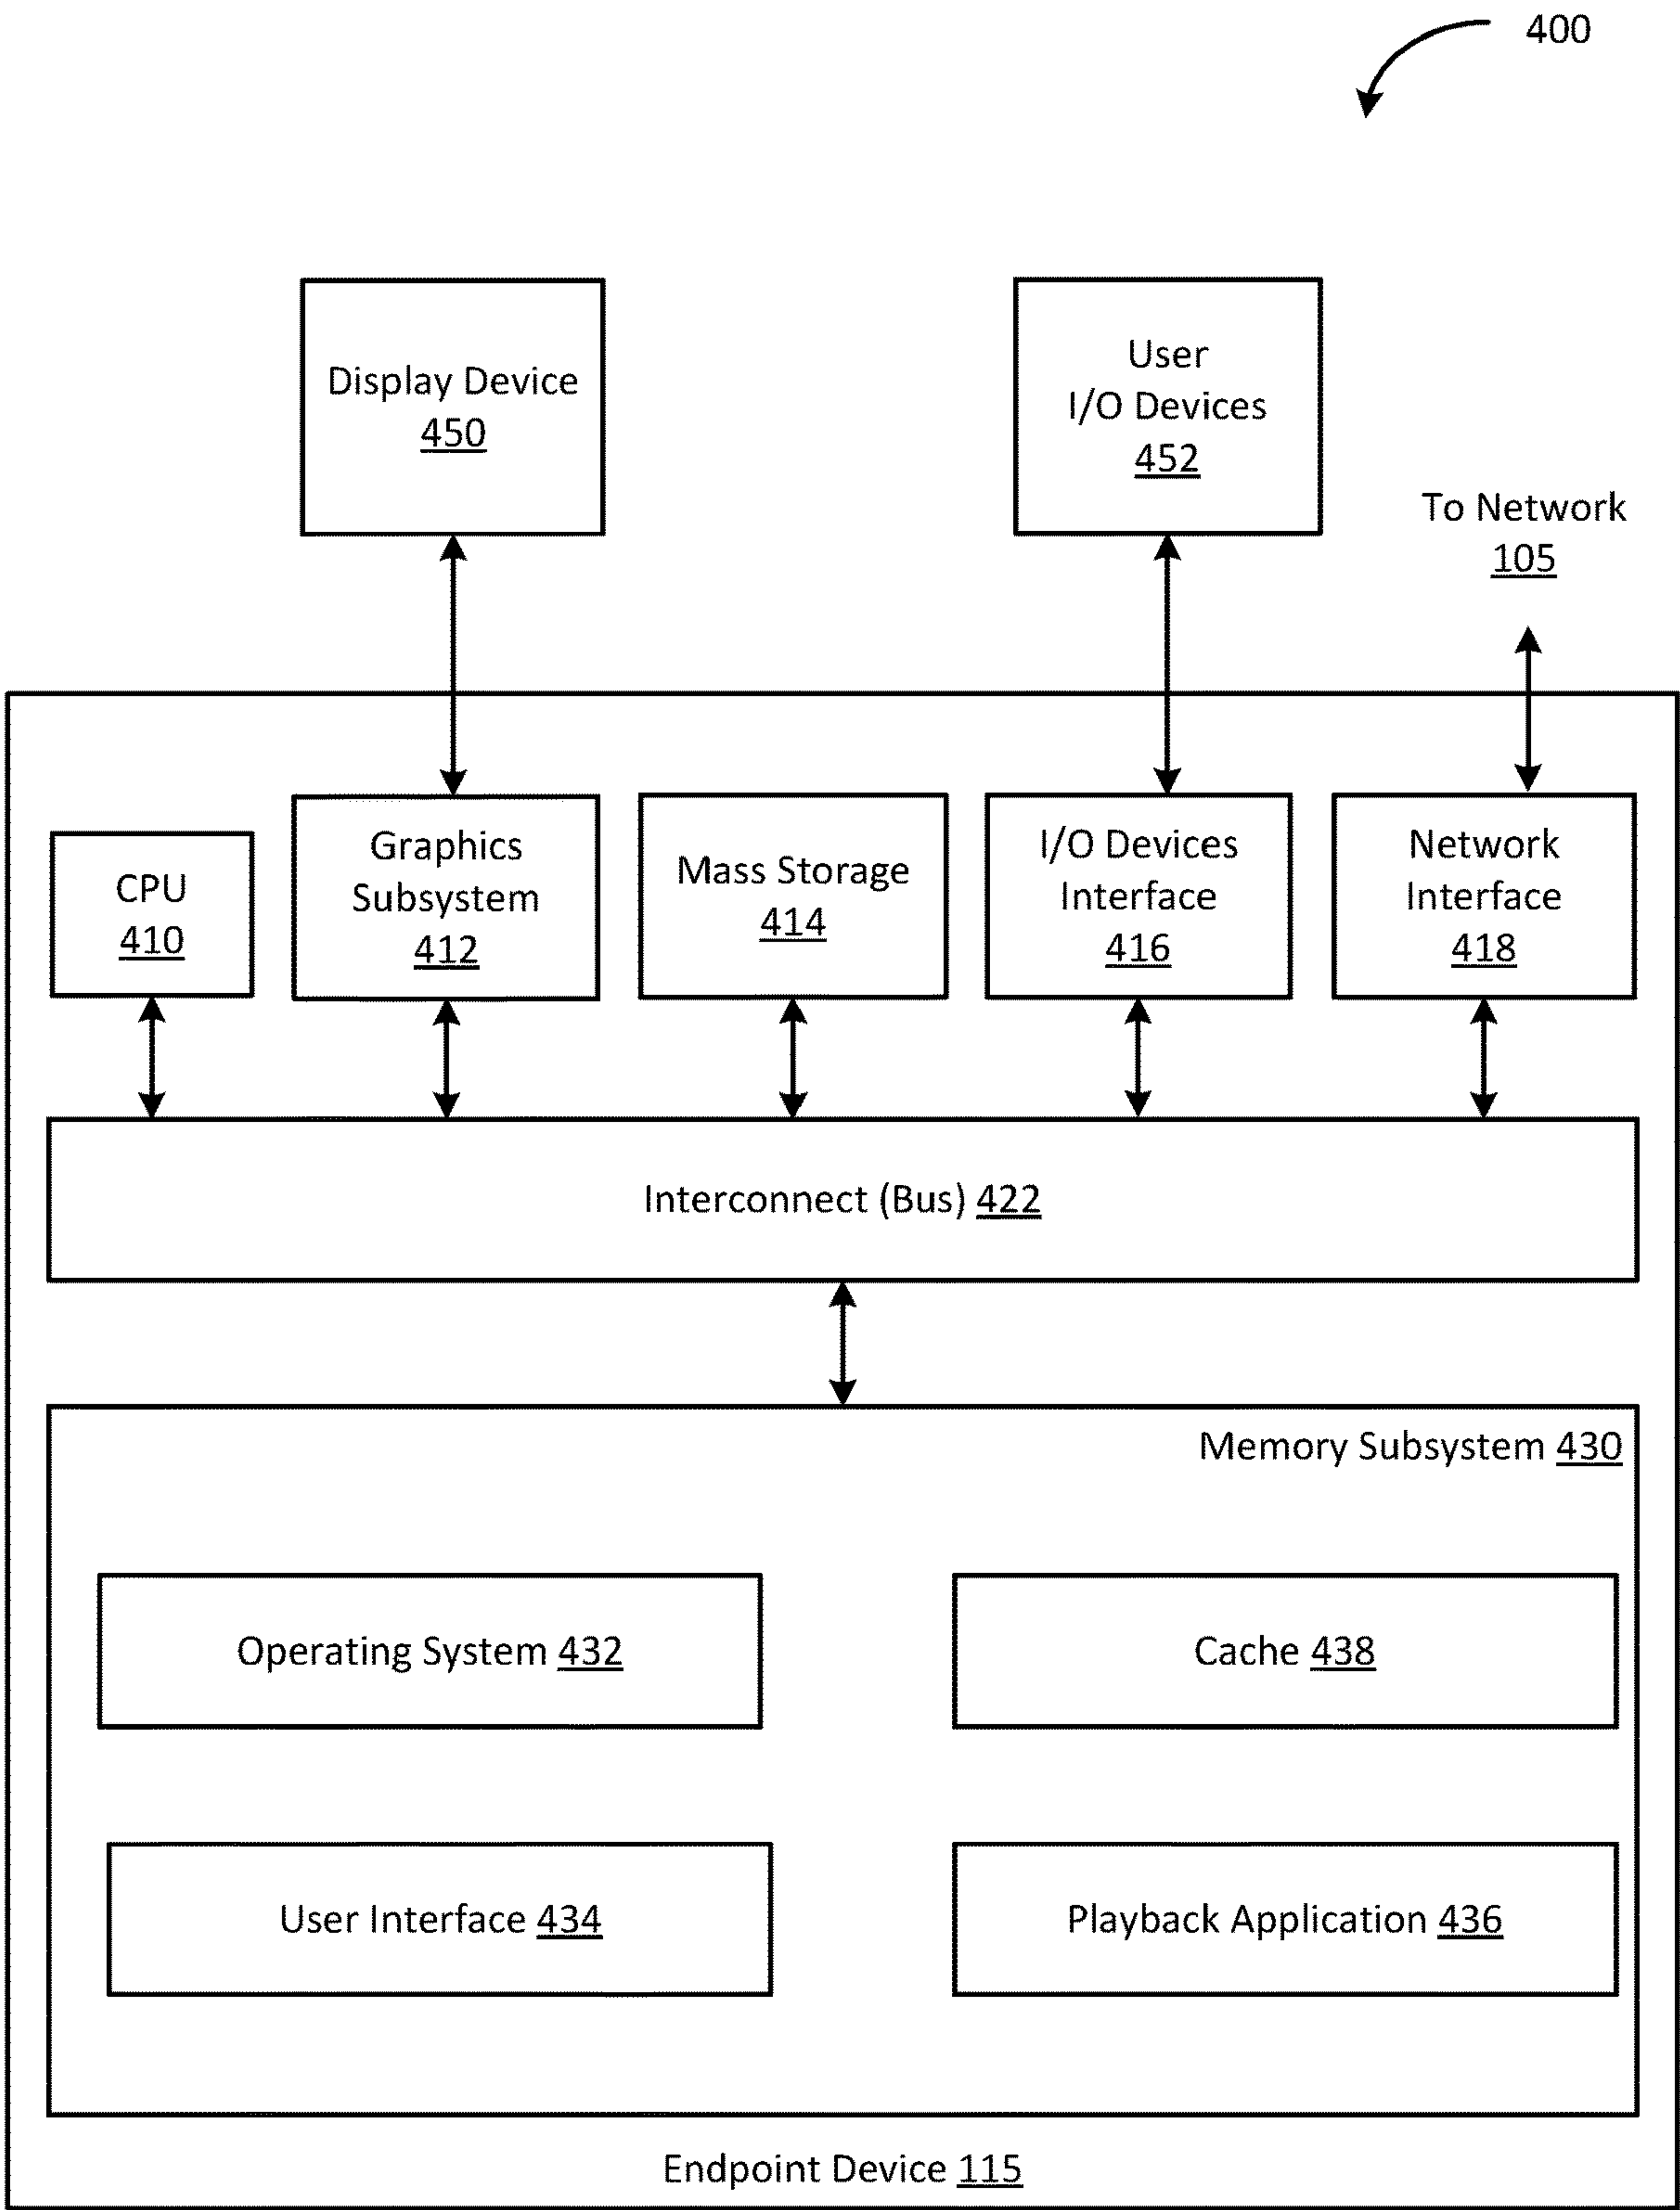 400
Display Device
450
User
I/O Devices
452
To Network
105
CPU
410
Graphics
Subsystem
412
Mass Storage
414
I/O Devices
Interface
416
Network
Interface
418
Interconnect (Bus) 422
Memory Subsystem 430
Operating System 432
Cache 438
User Interface 434
Playback Application 436
Endpoint Device 115